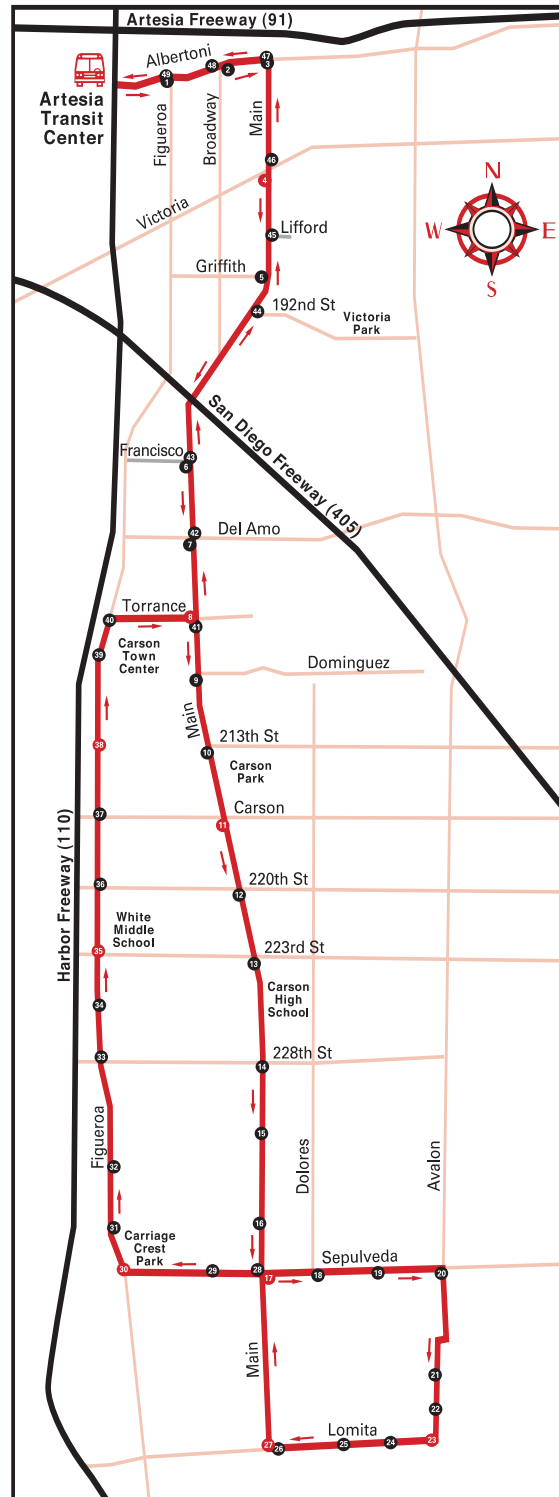 Artesia Freeway (91)
Albertoni
47
48
2
3
49
1
Artesia
Transit
Center
Figueroa
Broadway
Main
46
4
N
Victoria
W
E
45
Lifford
S
Griffith
5
192nd St
44
Victoria
Park
San Diego Freeway (405)
Francisco
43
6
42
Del Amo
7
Torrance
8
40
41
Carson
Town
Center
39
Dominguez
9
Main
213th St
38
10
Carson
Park
37
Carson
11
Harbor Freeway (110)
36
220th St
12
White
Middle
School
35
223rd St
13
Carson
High
School
34
228th St
33
14
Figueroa
15
Dolores
Avalon
32
31
16
Carriage
Crest
Park
Sepulveda
30
29
28
17
18
19
20
Main
21
22
Lomita
27
26
25
24
23